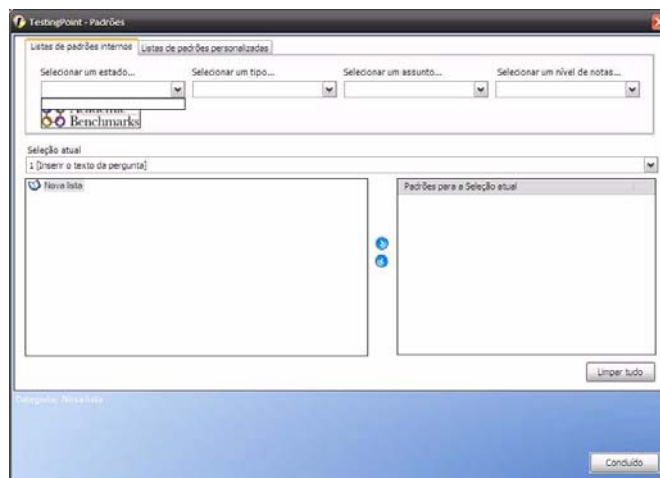 TestingPoint - Padrões
Listas de padrões internos Listas de padrões personalizadas
Selecionar um estado... Selecionar um tipo... Selecionar um assunto... Selecionar um nível de notas...
Academic
Benchmarks
Seleção atual
1 [Inserir o texto da pergunta]
Nova lista Padrões para a Seleção atual
Limpar tudo
Categoria: Nova lista
Concluído